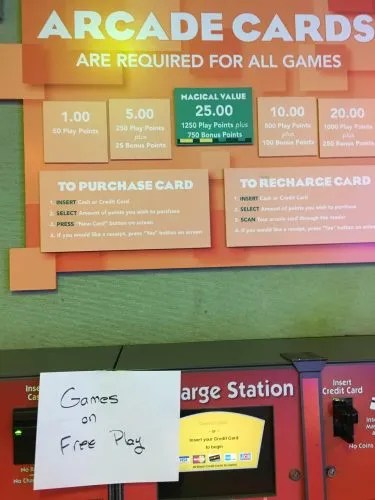 ARCADE CARDS
ARE REQUIRED FOR ALL GAMES
1.00
50 Play Points
5.00
250 Play Points
plus
25 Bonus Points
MAGICAL VALUE
25.00
1250 Play Points
plus
750 Bonus Points
10.00
500 Play Points
plus
100 Bonus Points
20.00
1000 Play Points
plus
Bonus Points
TO PURCHASE CARD
1. INSERT Cash or Credit Card
2. SELECT Amount of points you wish to purchase
3. PRESS "New Card" button on screen
4. If you would like a receipt, press "Yes" button on screen
TO RECHARGE CARD
1. INSERT Cash or Credit Card
2. SELECT Amount of points you wish to purchase
3. SCAN Your arcade card through the reader
4. If you would like a receipt, press "Yes" button on screen
Insert
Games
on
Free Play
arge Station
Insert your Credit Card
to begin
VISA
Insert
Credit Card
No Coins